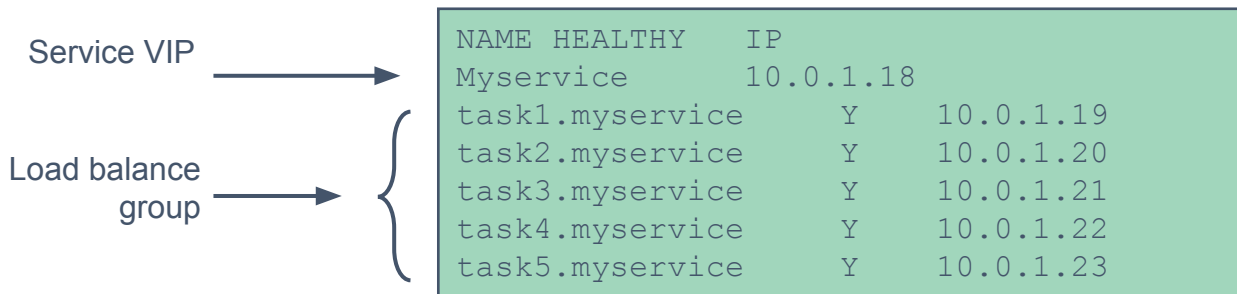 Service VIP
Load balance
group
NAME HEALTHY IP
Myservice 10.0.1.18
task1.myservice Y 10.0.1.19
task2.myservice Y 10.0.1.20
task3.myservice Y 10.0.1.21
task4.myservice Y 10.0.1.22
task5.myservice Y 10.0.1.23